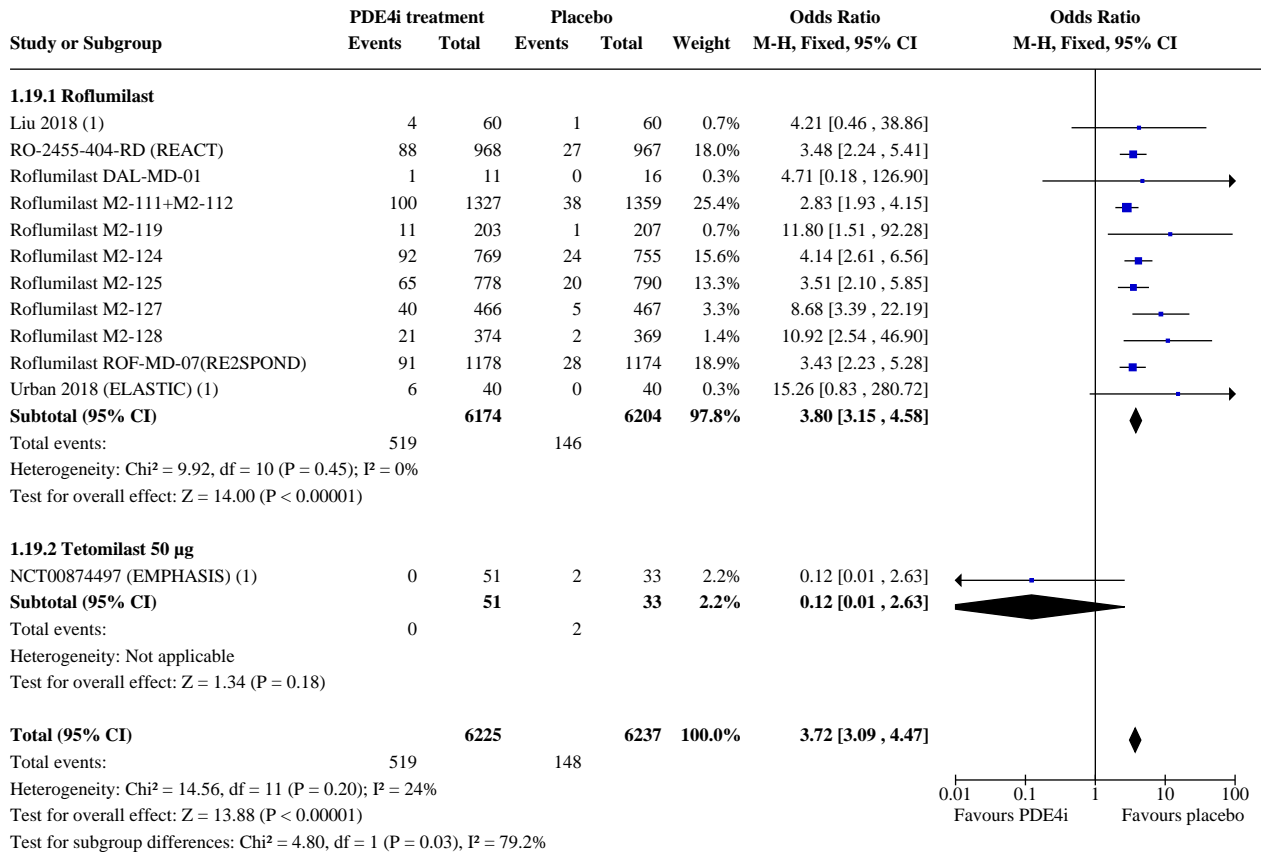 PDE4i treatment Placebo Odds Ratio Odds Ratio
Study or Subgroup Events Total Events Total Weight M-H, Fixed, 95% CI M-H, Fixed, 95% CI
1.19.1 Roflumilast
Liu 2018 (1) 4 60 1 60 0.7% 4.21 [0.46 , 38.86]
RO-2455-404-RD (REACT) 88 968 27 967 18.0% 3.48 [2.24 , 5.41]
Roflumilast DAL-MD-01 1 11 0 16 0.3% 4.71 [0.18 , 126.90]
Roflumilast M2-111+M2-112 100 1327 38 1359 25.4% 2.83 [1.93 , 4.15]
Roflumilast M2-119 11 203 1 207 0.7% 11.80 [1.51 , 92.28]
Roflumilast M2-124 92 769 24 755 15.6% 4.14 [2.61 , 6.56]
Roflumilast M2-125 65 778 20 790 13.3% 3.51 [2.10 , 5.85]
Roflumilast M2-127 40 466 5 467 3.3% 8.68 [3.39 , 22.19]
Roflumilast M2-128 21 374 2 369 1.4% 10.92 [2.54 , 46.90]
Roflumilast ROF-MD-07(RE2SPOND) 91 1178 28 1174 18.9% 3.43 [2.23 , 5.28]
Urban 2018 (ELASTIC) (1) 6 40 0 40 0.3% 15.26 [0.83 , 280.72]
Subtotal (95% CI) 6174 6204 97.8% 3.80 [3.15 , 4.58]
Total events: 519 146
Heterogeneity: Chi² = 9.92, df = 10 (P = 0.45); I² = 0%
Test for overall effect: Z = 14.00 (P < 0.00001)
1.19.2 Tetomilast 50 µg
NCT00874497 (EMPHASIS) (1) 0 51 2 33 2.2% 0.12 [0.01 , 2.63]
Subtotal (95% CI) 51 33 2.2% 0.12 [0.01 , 2.63]
Total events: 0 2
Heterogeneity: Not applicable
Test for overall effect: Z = 1.34 (P = 0.18)
Total (95% CI) 6225 6237 100.0% 3.72 [3.09 , 4.47]
Total events: 519 148
Heterogeneity: Chi² = 14.56, df = 11 (P = 0.20); I² = 24%
0.01 0.1 1 10 100
Test for overall effect: Z = 13.88 (P < 0.00001)
Favours PDE4i Favours placebo
Test for subgroup differences: Chi² = 4.80, df = 1 (P = 0.03), I² = 79.2%